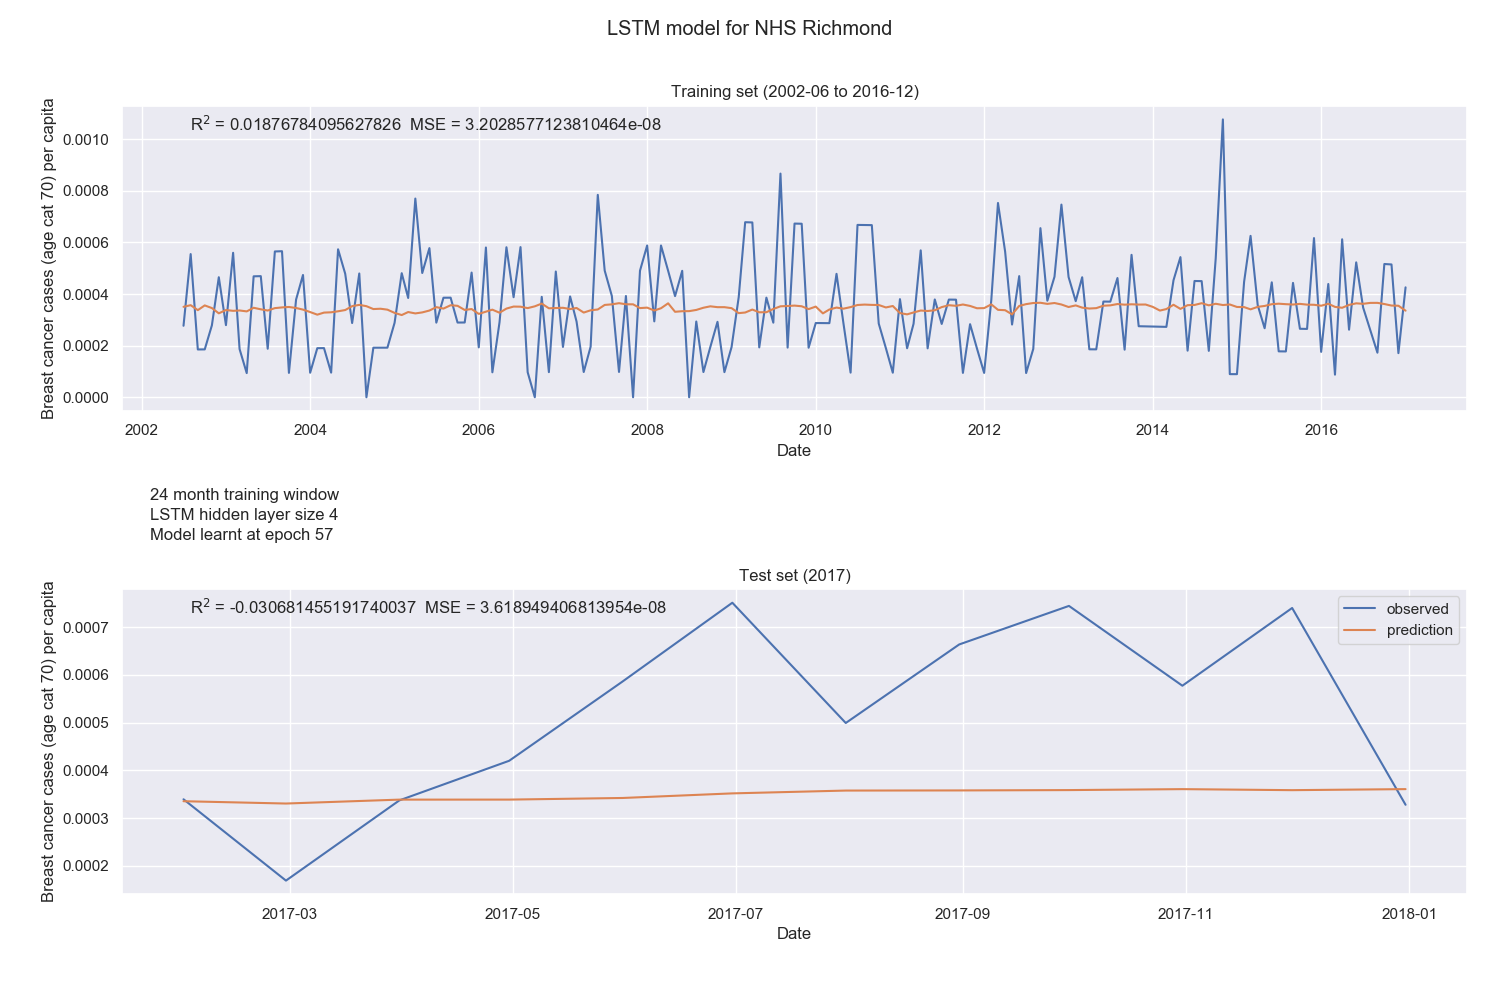 LSTM model for NHS Richmond
Training set (2002-06 to 2016-12)
R² = 0.01876784095627826 MSE = 3.2028577123810464e-08
Breast cancer cases (age cat 70) per capita
0.0010
0.0008
0.0006
0.0004
0.0002
0.0000
2002 2004 2006 2008 2010 2012 2014 2016
Date
24 month training window
LSTM hidden layer size 4
Model learnt at epoch 57
Test set (2017)
R² = -0.030681455191740037 MSE = 3.618949406813954e-08
observed
prediction
Breast cancer cases (age cat 70) per capita
0.0007
0.0006
0.0005
0.0004
0.0003
0.0002
2017-03 2017-05 2017-07 2017-09 2017-11 2018-01
Date